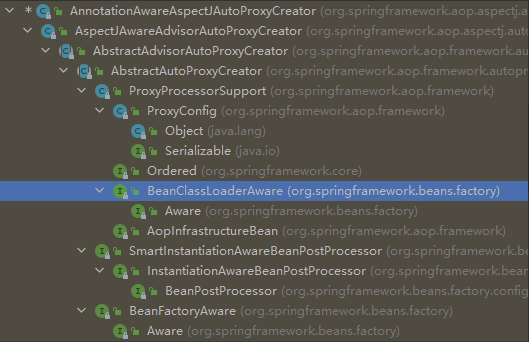 * AnnotationAwareAspectJAutoProxyCreator (org.springframework.aop.aspectj.a
AspectJAwareAdvisorAutoProxyCreator (org.springframework.aop.aspectj.au
AbstractAdvisorAutoProxyCreator (org.springframework.aop.framework.au
AbstractAutoProxyCreator (org.springframework.aop.framework.autopr
ProxyProcessorSupport (org.springframework.aop.framework)
ProxyConfig (org.springframework.aop.framework)
Object (java.lang)
Serializable (java.io)
Ordered (org.springframework.core)
BeanClassLoaderAware (org.springframework.beans.factory)
Aware (org.springframework.beans.factory)
AopInfrastructureBean (org.springframework.aop.framework)
SmartInstantiationAwareBeanPostProcessor (org.springframework.be
InstantiationAwareBeanPostProcessor (org.springframework.bean
BeanPostProcessor (org.springframework.beans.factory.config
BeanFactoryAware (org.springframework.beans.factory)
Aware (org.springframework.beans.factory)